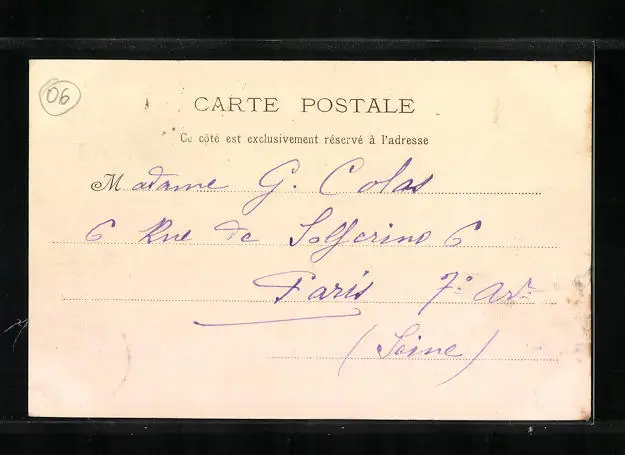 06
CARTE POSTALE
Ce côté est exclusivement réservé à l'adresse
Madame G. Colas
6 Rue de Solferino 6
Paris 7e Ardt
(Seine)